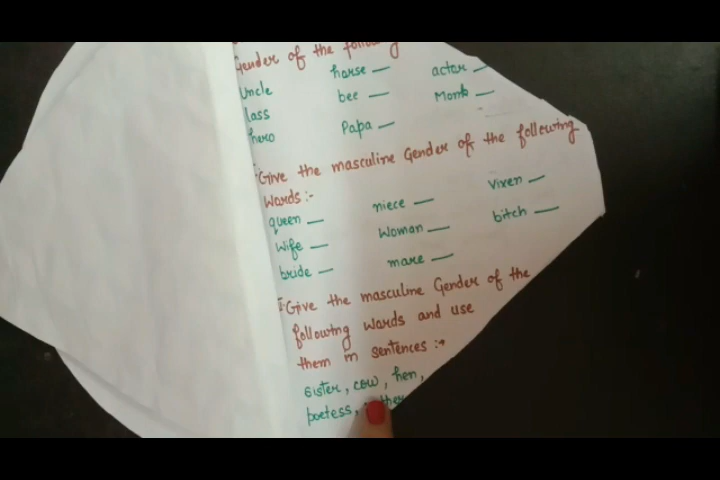 Gender of the following
Uncle horse — actor —
lass bee — Monk —
hero Papa —
Give the masculine Gender of the following
Words :-
queen — niece — vixen —
Wife — Woman — bitch —
bride — mare —
Give the masculine Gender of the
following Words and use
them in sentences :-
sister, cow, hen,
poetess,